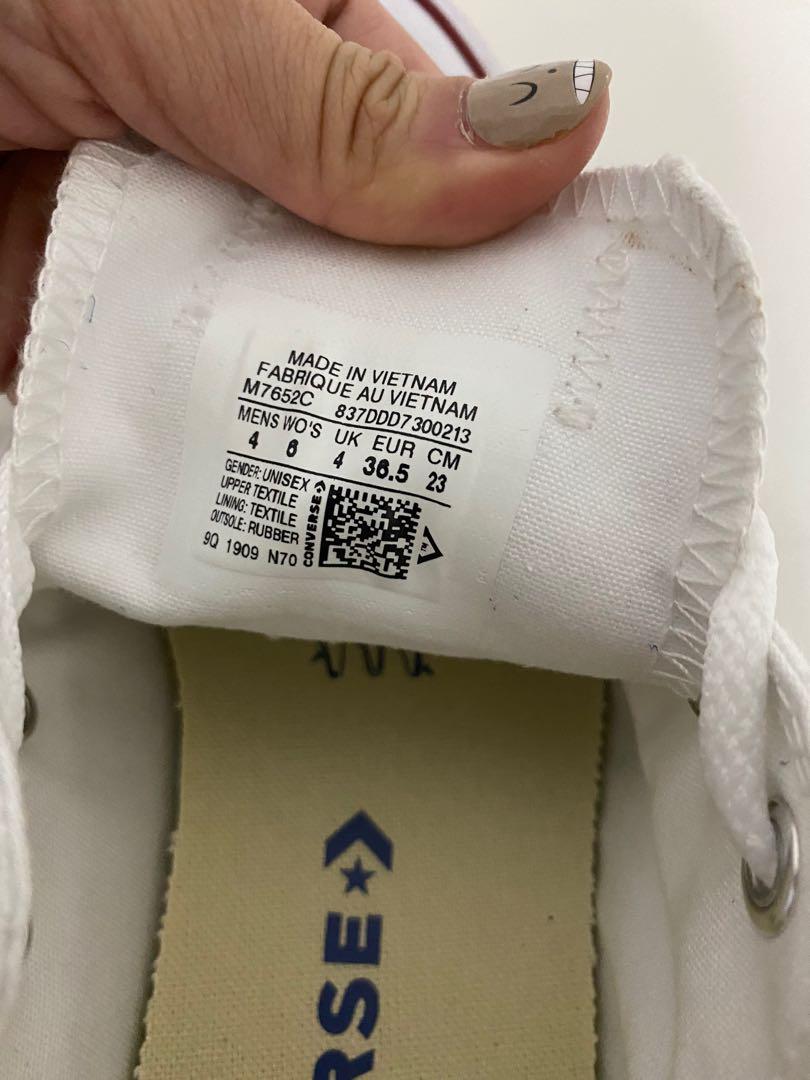 MADE IN VIETNAM
FABRIQUE AU VIETNAM
M7652C 837DDD7300213
MENS WO'S UK EUR CM
4 6 4 36.5 23
GENDER: UNISEX
UPPER TEXTILE
LINING: TEXTILE
OUTSOLE: RUBBER
9Q 1909 N70
CONVERSE
TM
RSE